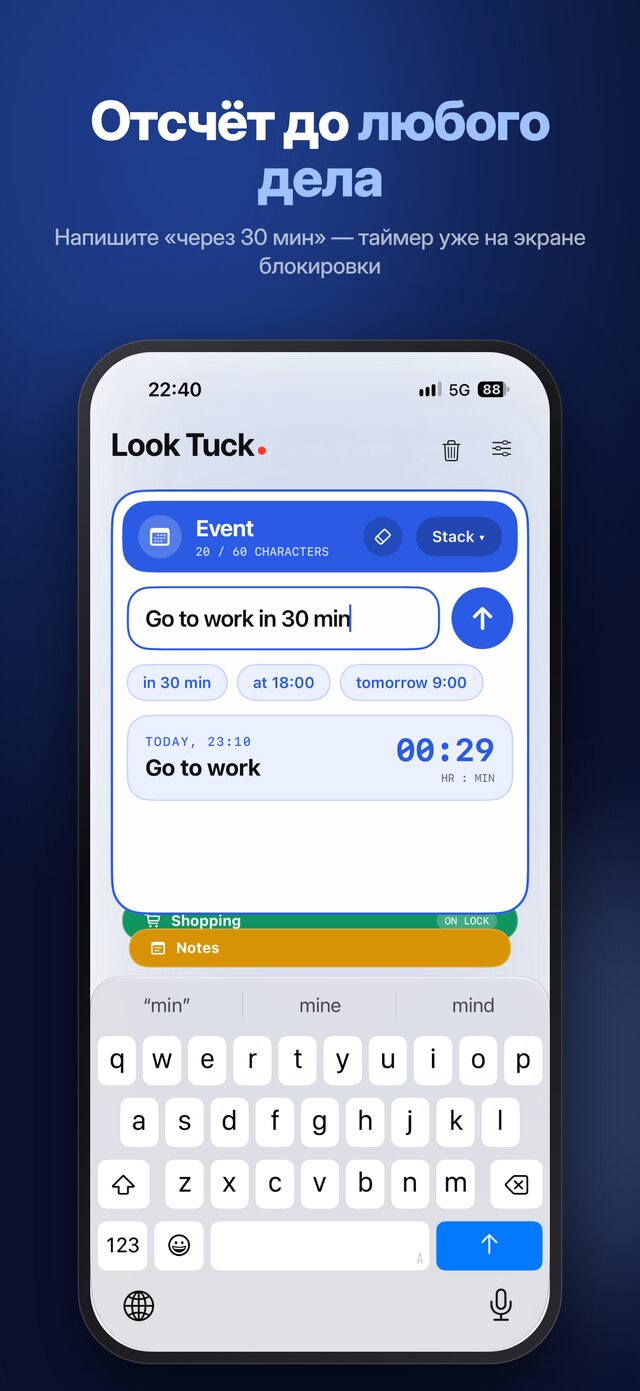 Отсчёт до любого
дела
Напишите «через 30 мин» — таймер уже на экране
блокировки
22:40
5G 88
Look Tuck.
Event
20 / 60 CHARACTERS
Stack ▾
Go to work in 30 min
in 30 min
at 18:00
tomorrow 9:00
TODAY, 23:10
Go to work
00:29
HR : MIN
Shopping
ON LOCK
Notes
“min” mine mind
q w e r t y u i o p
a s d f g h j k l
z x c v b n m
123
A